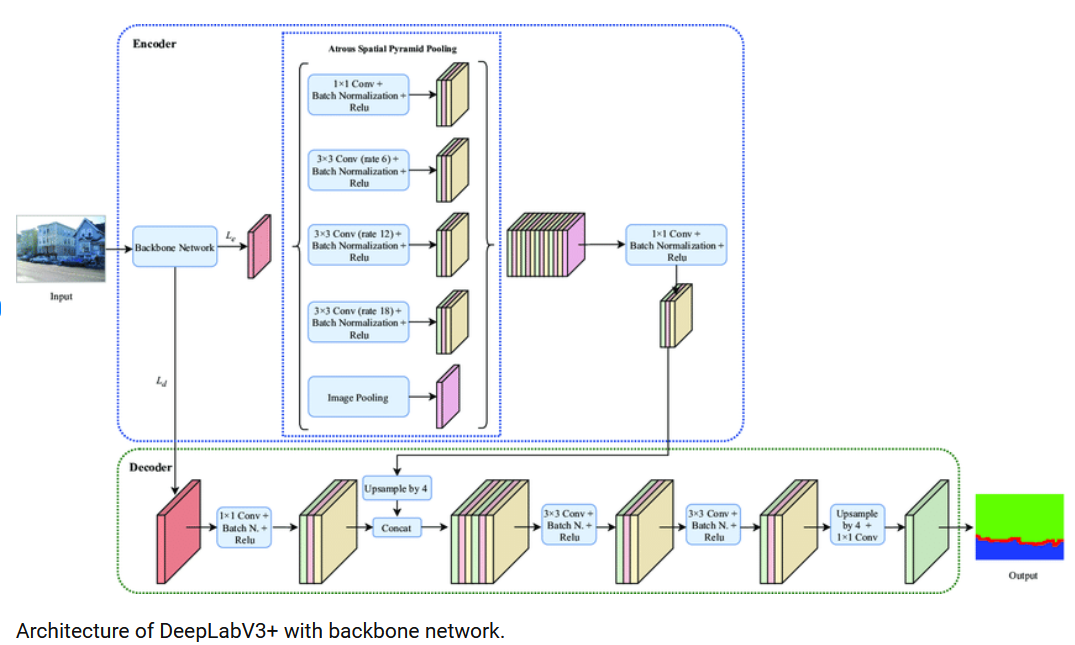 Encoder
Atrous Spatial Pyramid Pooling
1×1 Conv +
Batch Normalization +
Relu
3×3 Conv (rate 6) +
Batch Normalization +
Relu
3×3 Conv (rate 12) +
Batch Normalization +
Relu
3×3 Conv (rate 18) +
Batch Normalization +
Relu
Image Pooling
Input
Backbone Network
Le
Ld
1×1 Conv +
Batch Normalization +
Relu
Decoder
1×1 Conv +
Batch N. +
Relu
Upsample by 4
Concat
3×3 Conv +
Batch N. +
Relu
3×3 Conv +
Batch N. +
Relu
Upsample
by 4 +
1×1 Conv
Output
Architecture of DeepLabV3+ with backbone network.